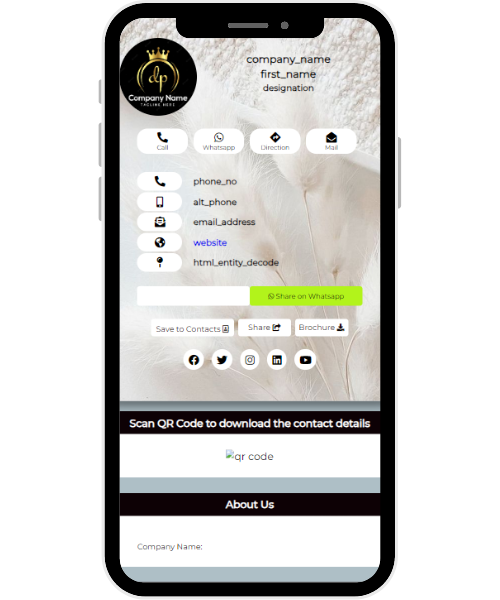 dp
Company Name
TAGLINE HERE
company_name
first_name
designation
Call
Whatsapp
Direction
Mail
phone_no
alt_phone
email_address
website
html_entity_decode
Share on Whatsapp
Save to Contacts
Share
Brochure
Scan QR Code to download the contact details
qr code
About Us
Company Name: